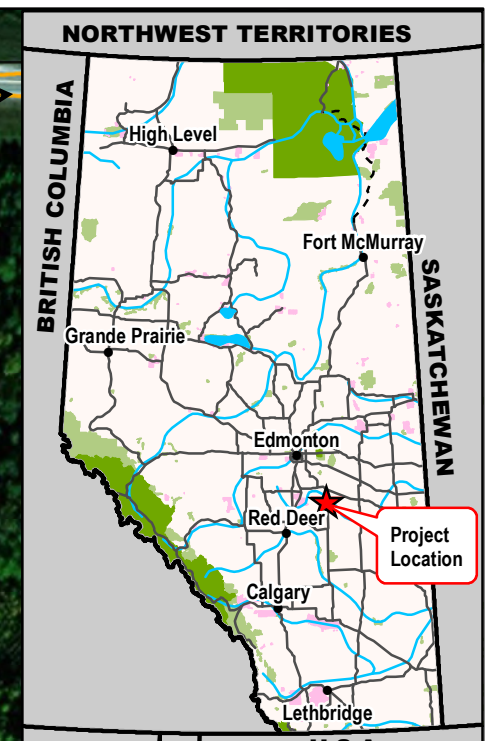 NORTHWEST TERRITORIES
BRITISH COLUMBIA
High Level
Fort McMurray
SASKATCHEWAN
Grande Prairie
Edmonton
Red Deer
Project
Location
Calgary
Lethbridge